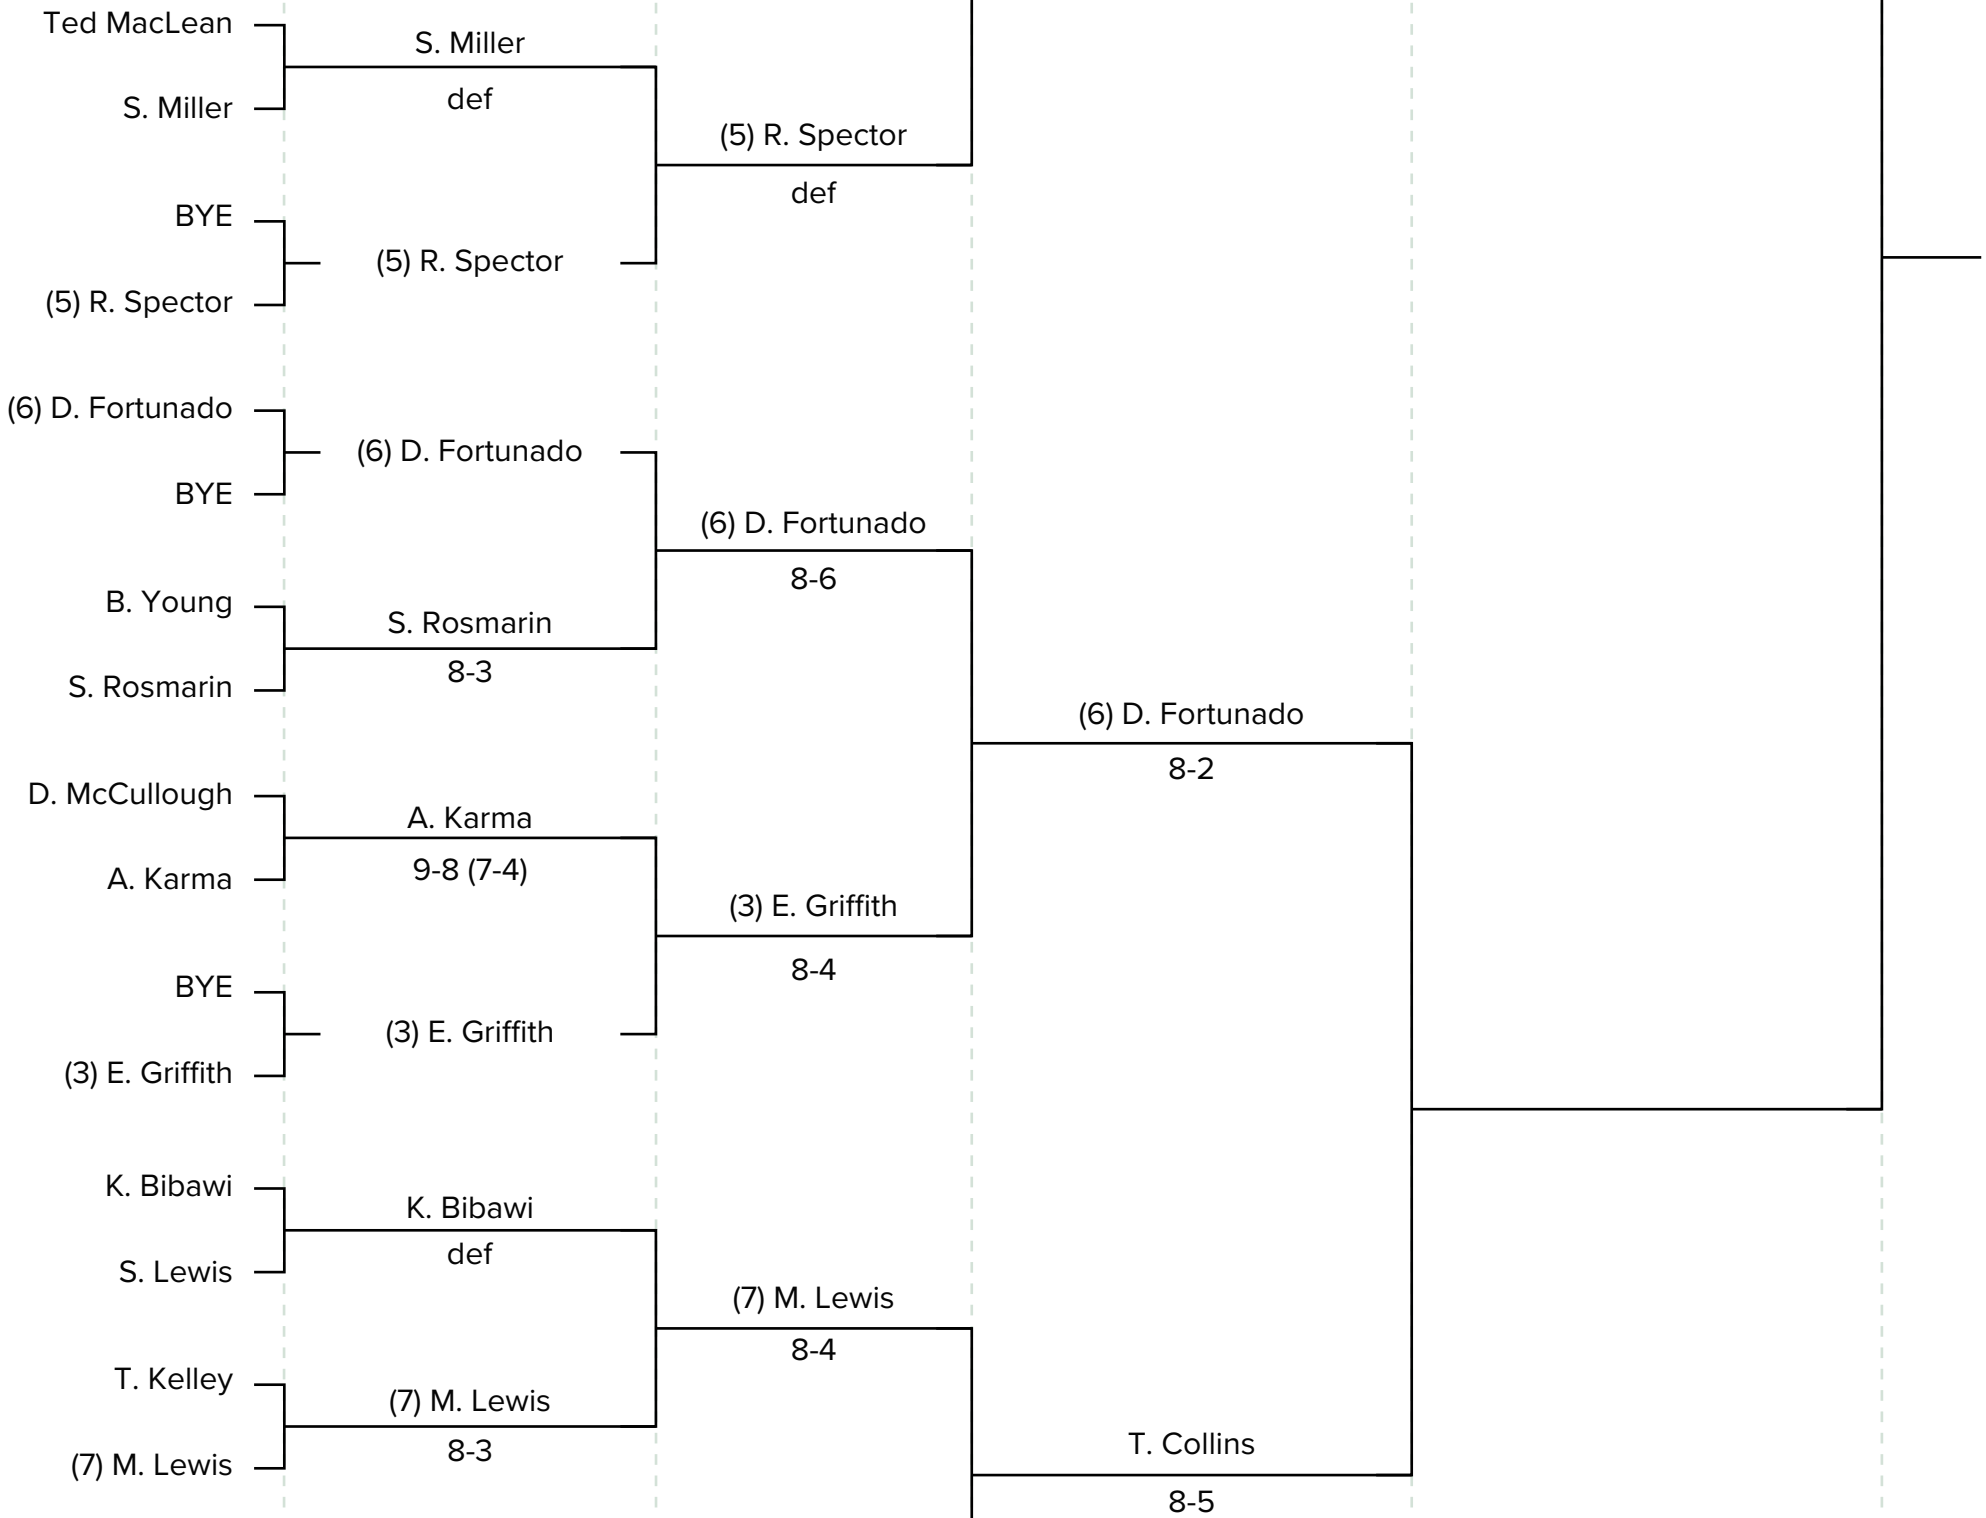 Ted MacLean
S. Miller
BYE
(5) R. Spector
(6) D. Fortunado
BYE
B. Young
S. Rosmarin
D. McCullough
A. Karma
BYE
(3) E. Griffith
K. Bibawi
S. Lewis
T. Kelley
(7) M. Lewis
S. Miller
def
(5) R. Spector
(6) D. Fortunado
S. Rosmarin
8-3
A. Karma
9-8 (7-4)
(3) E. Griffith
K. Bibawi
def
(7) M. Lewis
8-3
(5) R. Spector
def
(6) D. Fortunado
8-6
(3) E. Griffith
8-4
(7) M. Lewis
8-4
(6) D. Fortunado
8-2
T. Collins
8-5